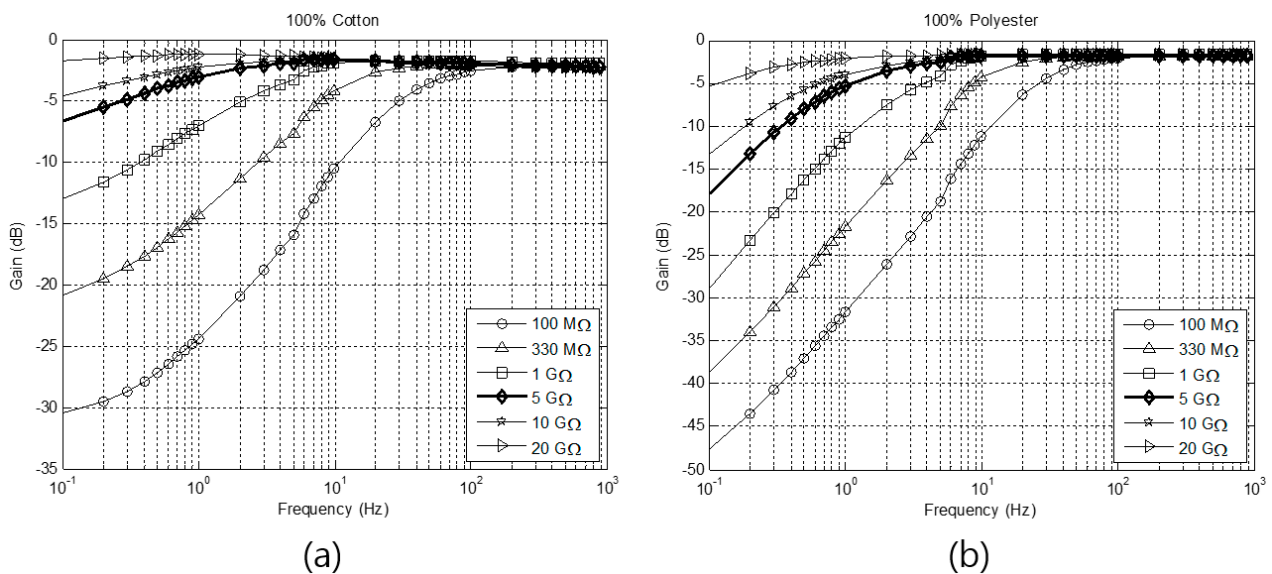 100% Cotton
0
-5
-10
-15
-20
-25
-30
-35
Gain (dB)
10-1
100
101
102
103
Frequency (Hz)
100 MΩ
330 MΩ
1 GΩ
5 GΩ
10 GΩ
20 GΩ
(a)
100% Polyester
0
-5
-10
-15
-20
-25
-30
-35
-40
-45
-50
Gain (dB)
10-1
100
101
102
103
Frequency (Hz)
100 MΩ
330 MΩ
1 GΩ
5 GΩ
10 GΩ
20 GΩ
(b)